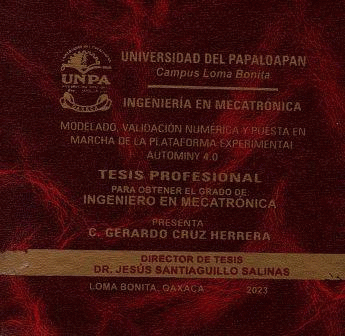 UNIVERSIDAD DEL PAPALOAPAN
Campus Loma Bonita
UNPA
OAXACA
INGENIERÍA EN MECATRÓNICA
MODELADO, VALIDACIÓN NUMÉRICA Y PUESTA EN
MARCHA DE LA PLATAFORMA EXPERIMENTAL
AUTOMINY 4.0
TESIS PROFESIONAL
PARA OBTENER EL GRADO DE:
INGENIERO EN MECATRÓNICA
PRESENTA
C. GERARDO CRUZ HERRERA
DIRECTOR DE TESIS
DR. JESÚS SANTIAGUILLO SALINAS
LOMA BONITA, OAXACA 2023